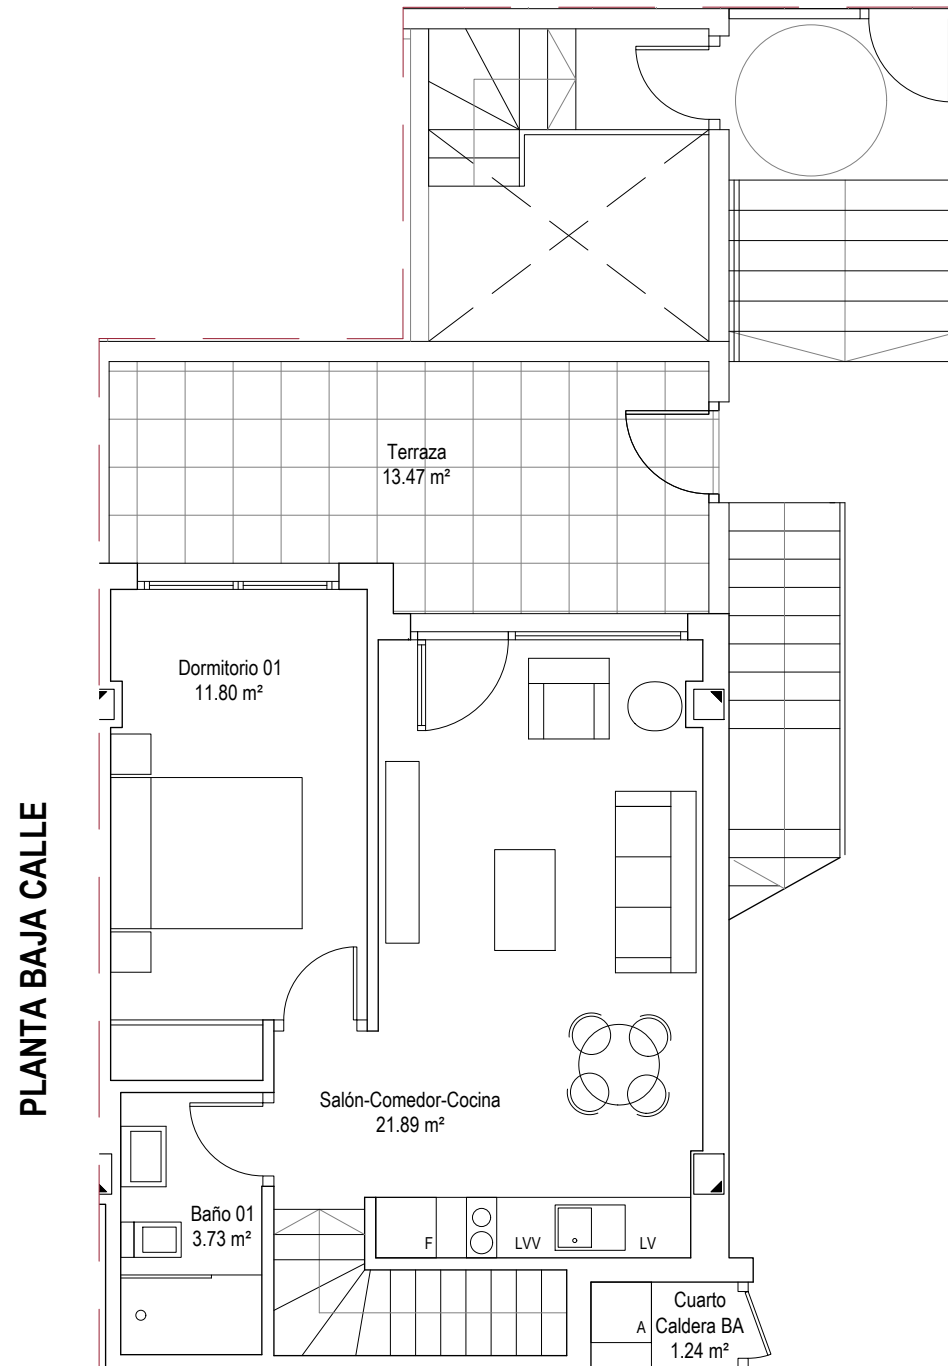 Terraza
13.47 m²
Dormitorio 01
11.80 m²
PLANTA BAJA CALLE
Salón-Comedor-Cocina
21.89 m²
Baño 01
3.73 m²
F
LVV
LV
Cuarto
Caldera BA
A
1.24 m²